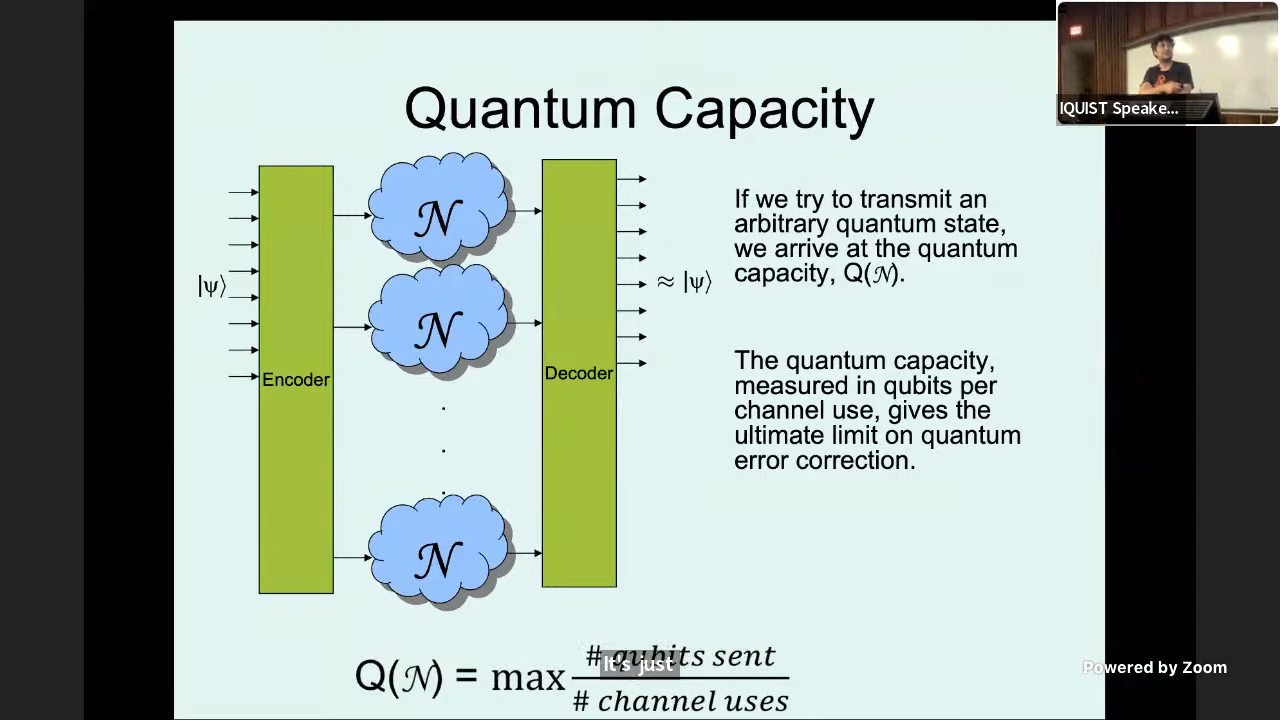 Quantum Capacity
IQUIST Speake...
|ψ⟩
Encoder
𝒩
𝒩
𝒩
Decoder
≈ |ψ⟩
If we try to transmit an
arbitrary quantum state,
we arrive at the quantum
capacity, Q(𝒩).
The quantum capacity,
measured in qubits per
channel use, gives the
ultimate limit on quantum
error correction.
Q(𝒩) = max # qubits sent
# channel uses
It's just
Powered by Zoom